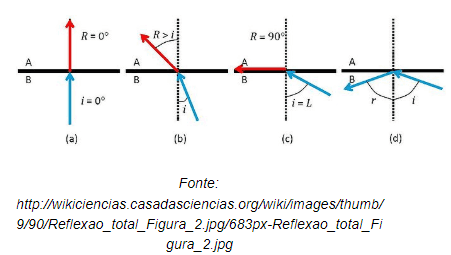 R = 0° R > i R = 90°
A A A A
B B B B
i = 0° i i = L r i
(a) (b) (c) (d)
Fonte:
http://wikiciencias.casadasciencias.org/wiki/images/thumb/
9/90/Reflexao_total_Figura_2.jpg/683px-Reflexao_total_Fi
gura_2.jpg